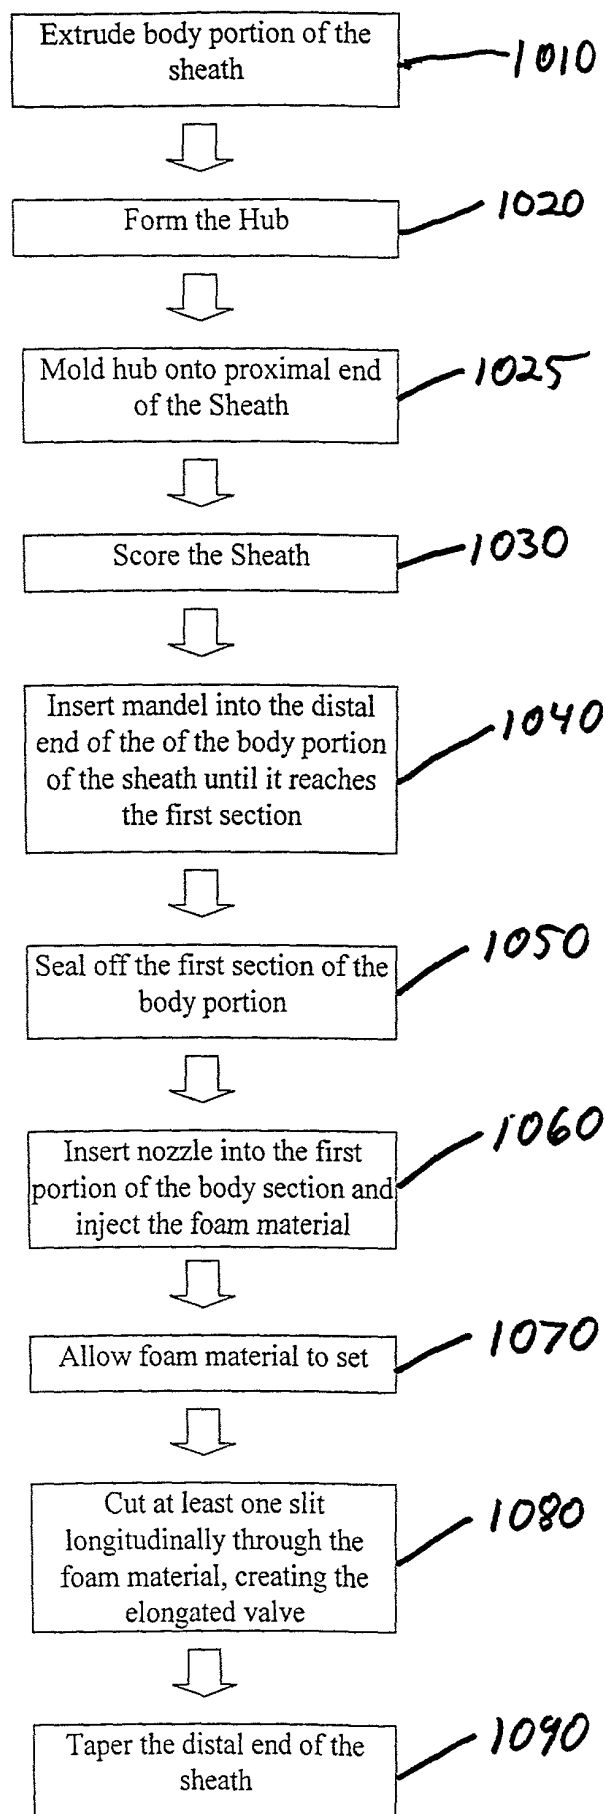 Extrude body portion of the
sheath
1010
Form the Hub
1020
Mold hub onto proximal end
of the Sheath
1025
Score the Sheath
1030
Insert mandel into the distal
end of the of the body portion
of the sheath until it reaches
the first section
1040
Seal off the first section of the
body portion
1050
Insert nozzle into the first
portion of the body section and
inject the foam material
1060
Allow foam material to set
1070
Cut at least one slit
longitudinally through the
foam material, creating the
elongated valve
1080
Taper the distal end of the
sheath
1090